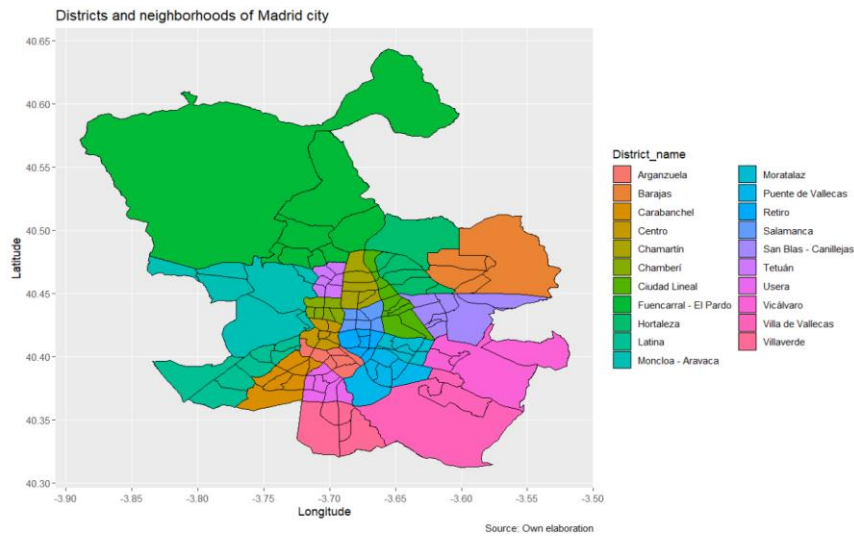 Districts and neighborhoods of Madrid city
40.65
40.60
40.55
40.50
40.45
40.40
40.35
40.30
Latitude
-3.90
-3.85
-3.80
-3.75
-3.70
-3.65
-3.60
-3.55
-3.50
Longitude
District_name
Arganzuela
Barajas
Carabanchel
Centro
Chamartín
Chamberí
Ciudad Lineal
Fuencarral - El Pardo
Hortaleza
Latina
Moncloa - Aravaca
Moratalaz
Puente de Vallecas
Retiro
Salamanca
San Blas - Canillejas
Tetuán
Usera
Vicálvaro
Villa de Vallecas
Villaverde
Source: Own elaboration